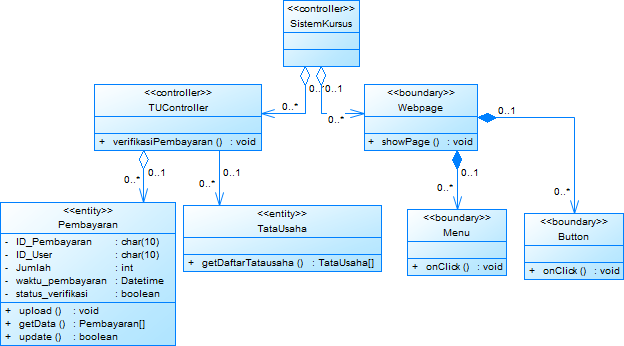 <<controller>>
SistemKursus
0..1
0..1
0..*
0..*
<<controller>>
TUController
+ verifikasiPembayaran () : void
<<boundary>>
Webpage
+ showPage () : void
0..1
0..1
0..1
0..1
0..*
0..*
0..*
0..*
<<entity>>
Pembayaran
- ID_Pembayaran : char(10)
- ID_User : char(10)
- Jumlah : int
- waktu_pembayaran : Datetime
- status_verifikasi : boolean
+ upload () : void
+ getData () : Pembayaran[]
+ update () : boolean
<<entity>>
TataUsaha
+ getDaftarTatausaha () : TataUsaha[]
<<boundary>>
Menu
+ onClick () : void
<<boundary>>
Button
+ onClick () : void